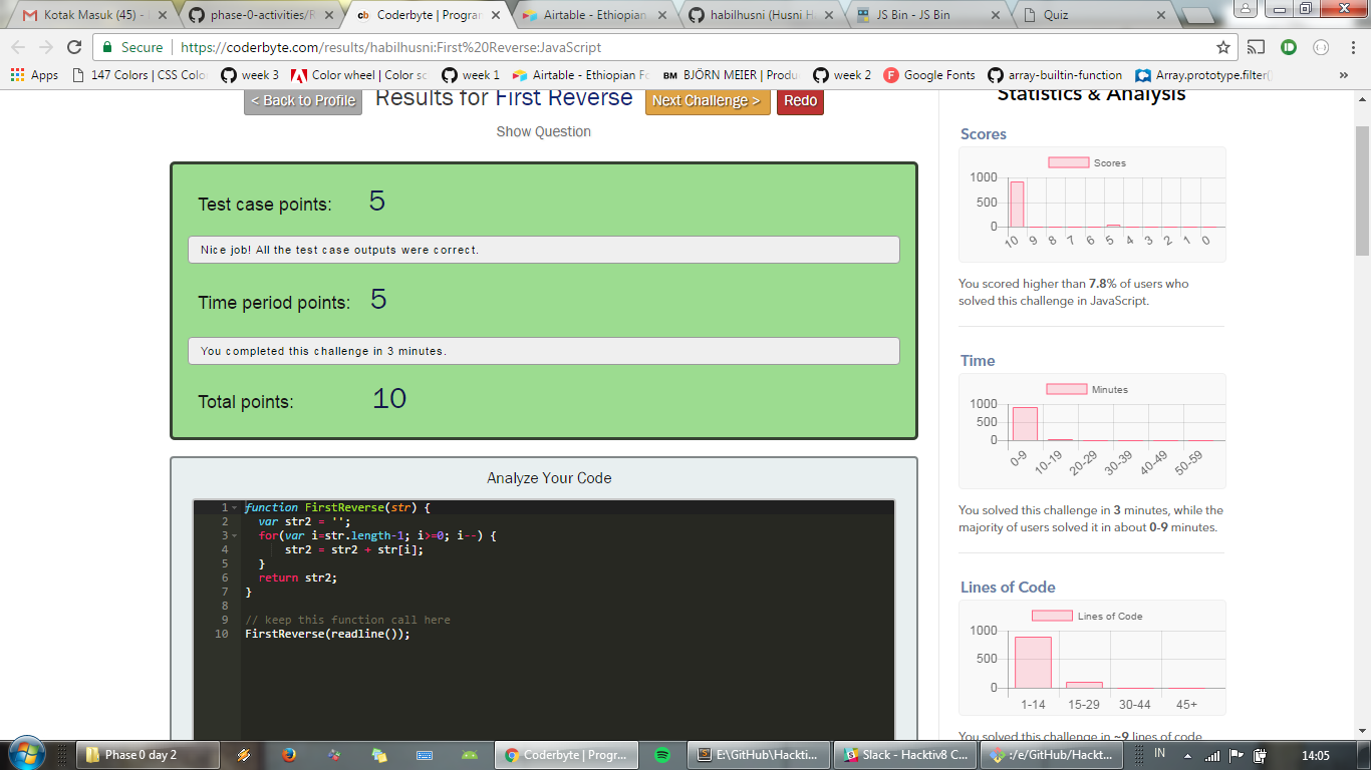 Kotak Masuk (45) -
phase-0-activities/R
Coderbyte | Program
Airtable - Ethiopian
habilhusni (Husni H
JS Bin - JS Bin
Quiz
Secure
https://coderbyte.com/results/habilhusni:First%20Reverse:JavaScript
Apps
147 Colors | CSS Colo
week 3
Color wheel | Color sc
week 1
Airtable - Ethiopian Fo
BM BJÖRN MEIER | Produ
week 2
Google Fonts
array-builtin-function
Array.prototype.filter(
»
< Back to Profile
Results for First Reverse
Next Challenge >
Redo
Show Question
Test case points: 5
Nice job! All the test case outputs were correct.
Time period points: 5
You completed this challenge in 3 minutes.
Total points: 10
Analyze Your Code
1 function FirstReverse(str) {
2 var str2 = '';
3 for(var i=str.length-1; i>=0; i--) {
4 str2 = str2 + str[i];
5 }
6 return str2;
7 }
8
9 // keep this function call here
10 FirstReverse(readline());
Statistics & Analysis
Scores
Scores
1000
500
0
10 9 8 7 6 5 4 3 2 1 0
You scored higher than 7.8% of users who
solved this challenge in JavaScript.
Time
Minutes
1000
500
0
0-9 10-19 20-29 30-39 40-49 50-59
You solved this challenge in 3 minutes, while the
majority of users solved it in about 0-9 minutes.
Lines of Code
Lines of Code
1000
500
0
1-14 15-29 30-44 45+
You solved this challenge in ~9 lines of code
Phase 0 day 2
Coderbyte | Progr...
E:\GitHub\Hackti...
Slack - Hacktiv8 C...
:/e/GitHub/Hackt...
IN
14:05